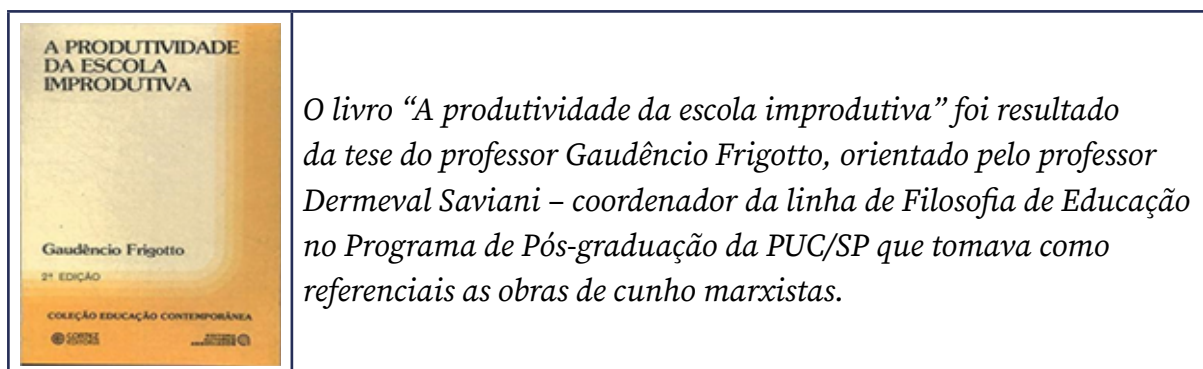 A PRODUTIVIDADE
DA ESCOLA
IMPRODUTIVA
Gaudêncio Frigotto
2ª EDIÇÃO
COLEÇÃO EDUCAÇÃO CONTEMPORÂNEA
CORTEZ
EDITORA
O livro “A produtividade da escola improdutiva” foi resultado
da tese do professor Gaudêncio Frigotto, orientado pelo professor
Dermeval Saviani – coordenador da linha de Filosofia de Educação
no Programa de Pós-graduação da PUC/SP que tomava como
referenciais as obras de cunho marxistas.